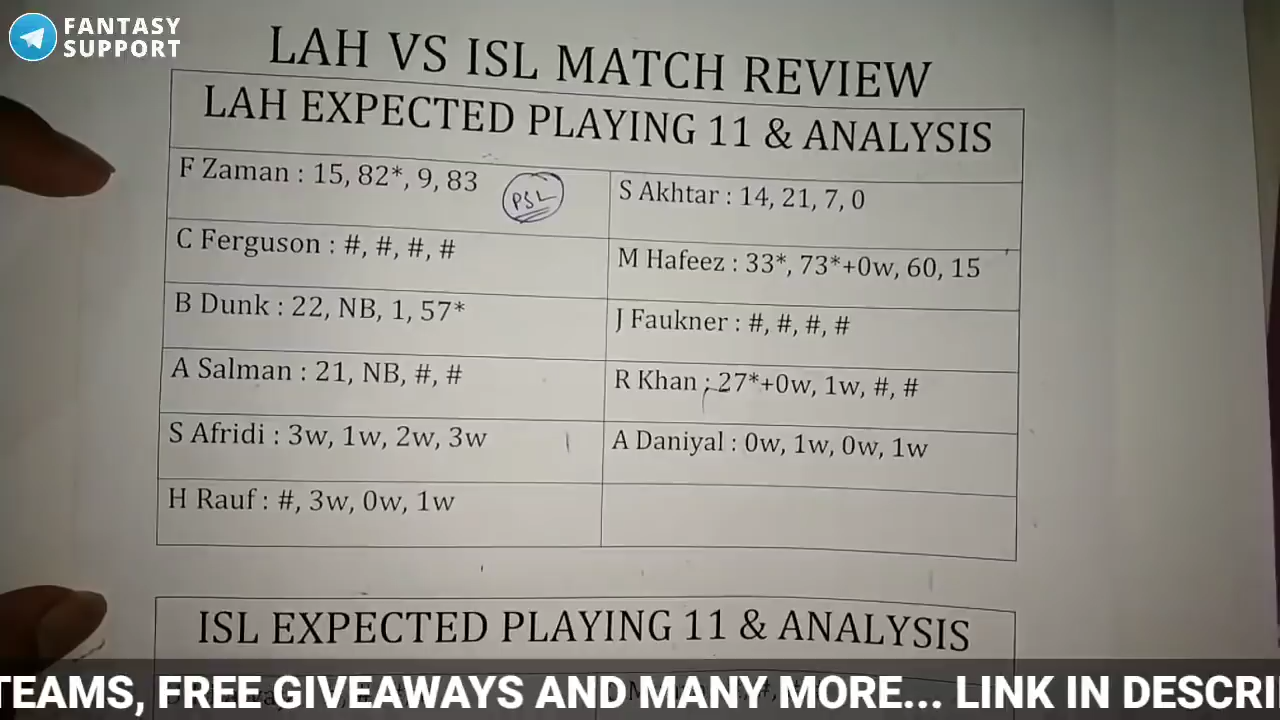 FANTASY
SUPPORT
LAH VS ISL MATCH REVIEW
LAH EXPECTED PLAYING 11 & ANALYSIS
F Zaman : 15, 82*, 9, 83
PSL
S Akhtar : 14, 21, 7, 0
C Ferguson : #, #, #, #
M Hafeez : 33*, 73*+0w, 60, 15
B Dunk : 22, NB, 1, 57*
J Faukner : #, #, #, #
A Salman : 21, NB, #, #
R Khan : 27*+0w, 1w, #, #
S Afridi : 3w, 1w, 2w, 3w
A Daniyal : 0w, 1w, 0w, 1w
H Rauf : #, 3w, 0w, 1w
ISL EXPECTED PLAYING 11 & ANALYSIS
TEAMS, FREE GIVEAWAYS AND MANY MORE... LINK IN DESCRI